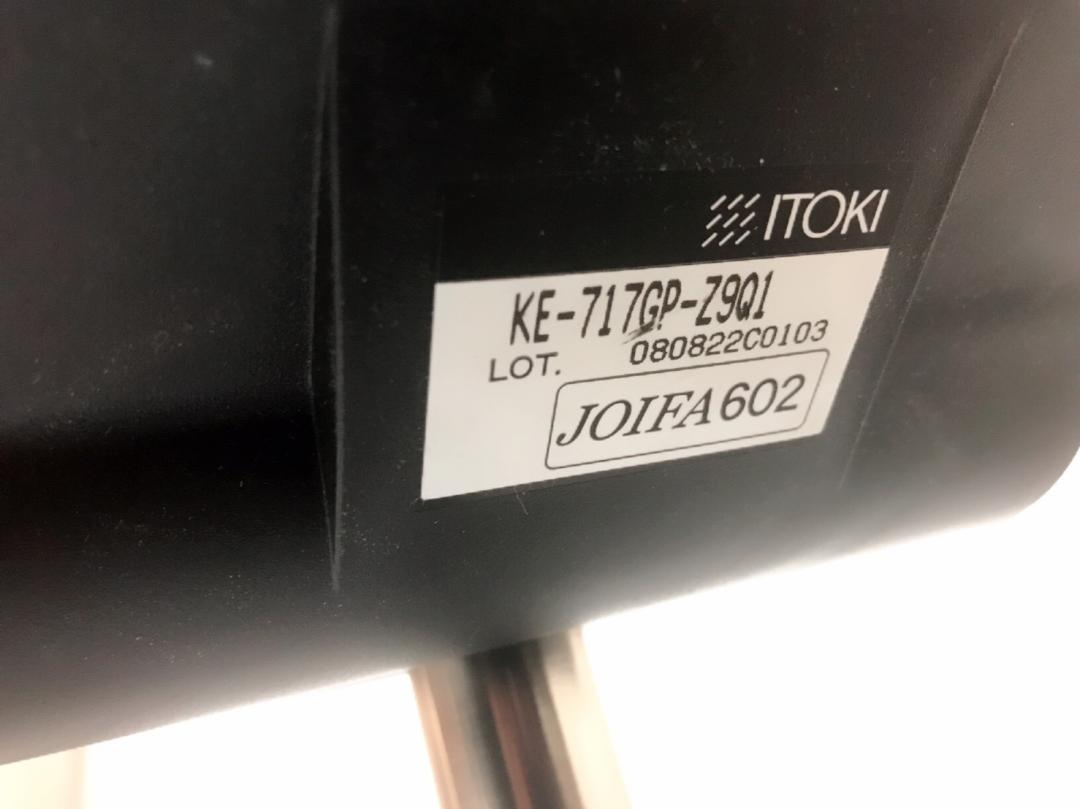 ITOKI
KE-717GP-Z9Q1
LOT. 080822C0103
JOIFA602